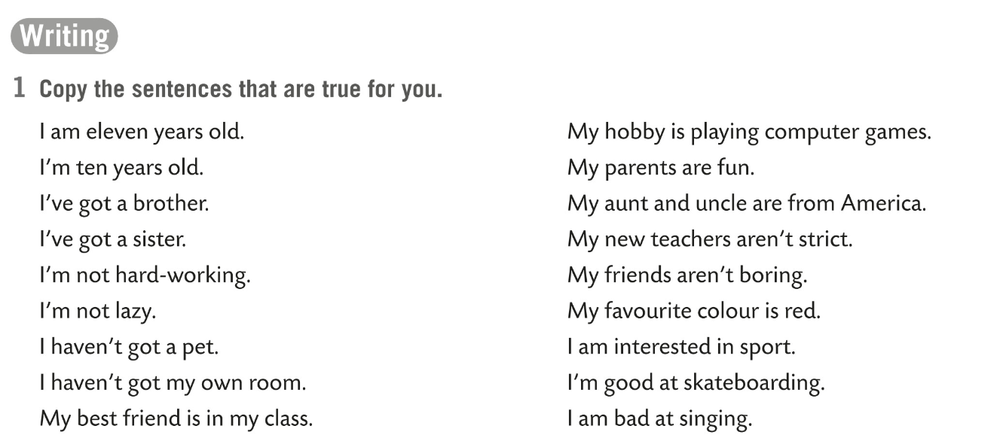 Writing
1 Copy the sentences that are true for you.
I am eleven years old.
I'm ten years old.
I've got a brother.
I've got a sister.
I'm not hard-working.
I'm not lazy.
I haven't got a pet.
I haven't got my own room.
My best friend is in my class.
My hobby is playing computer games.
My parents are fun.
My aunt and uncle are from America.
My new teachers aren't strict.
My friends aren't boring.
My favourite colour is red.
I am interested in sport.
I'm good at skateboarding.
I am bad at singing.